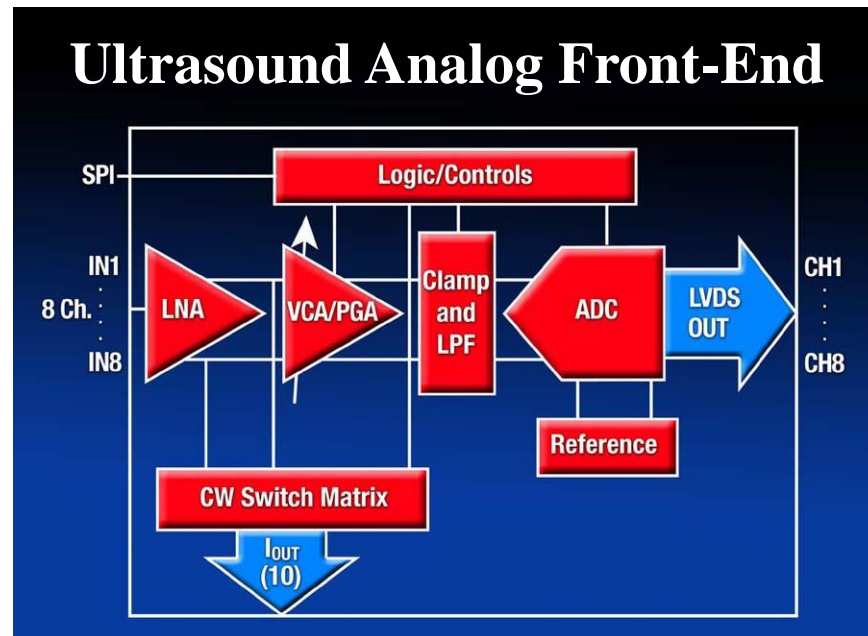 Ultrasound Analog Front-End
SPI
Logic/Controls
IN1
8 Ch.
IN8
LNA
VCA/PGA
Clamp
and
LPF
ADC
LVDS
OUT
CH1
CH8
Reference
CW Switch Matrix
IOUT
(10)